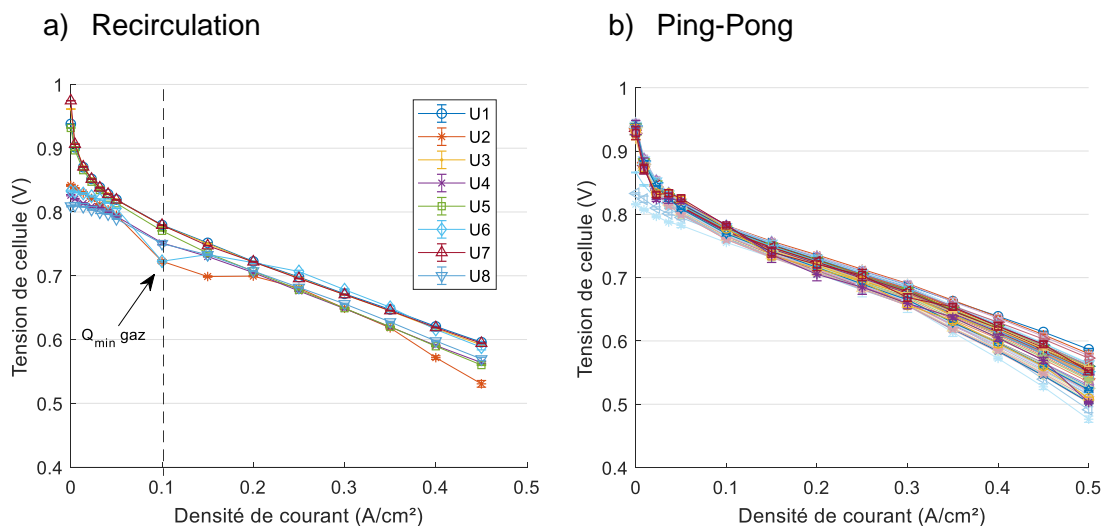 a) Recirculation
b) Ping-Pong
1
0.9
0.8
0.7
0.6
0.5
0.4
Tension de cellule (V)
0
0.1
0.2
0.3
0.4
0.5
Densité de courant (A/cm²)
Qmin gaz
U1
U2
U3
U4
U5
U6
U7
U8
1
0.9
0.8
0.7
0.6
0.5
0.4
Tension de cellule (V)
0
0.1
0.2
0.3
0.4
0.5
Densité de courant (A/cm²)